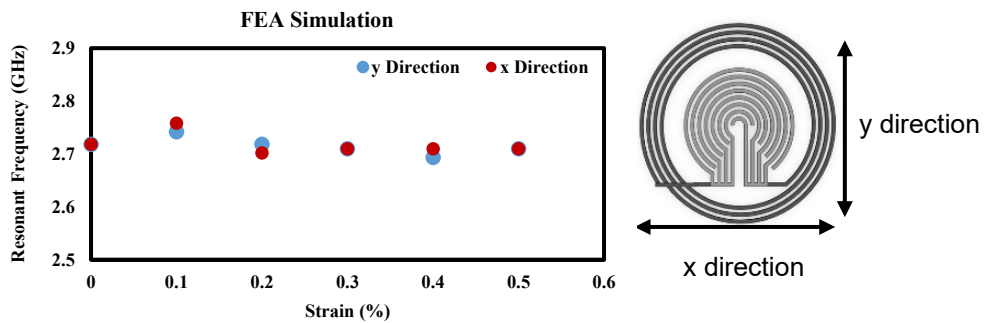 FEA Simulation
Resonant Frequency (GHz)
2.9
2.8
2.7
2.6
2.5
y Direction x Direction
0 0.1 0.2 0.3 0.4 0.5 0.6
Strain (%)
y direction
x direction